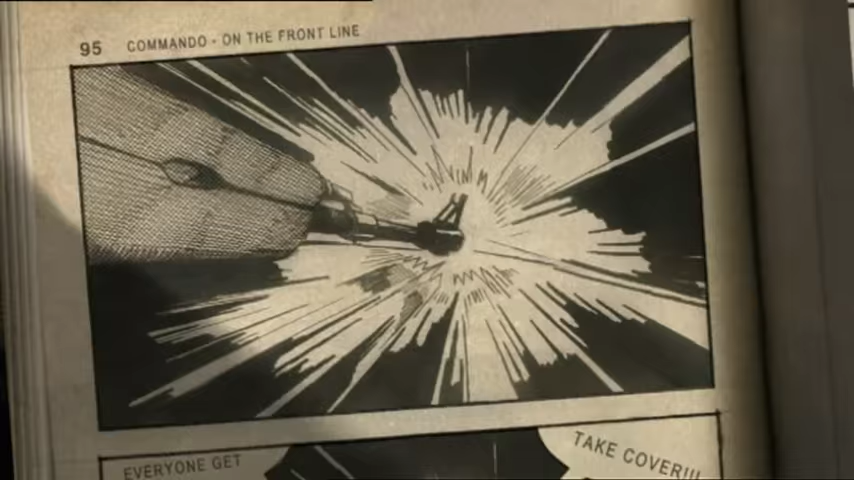 95 COMMANDO - ON THE FRONT LINE
EVERYONE GET
TAKE COVER!!!